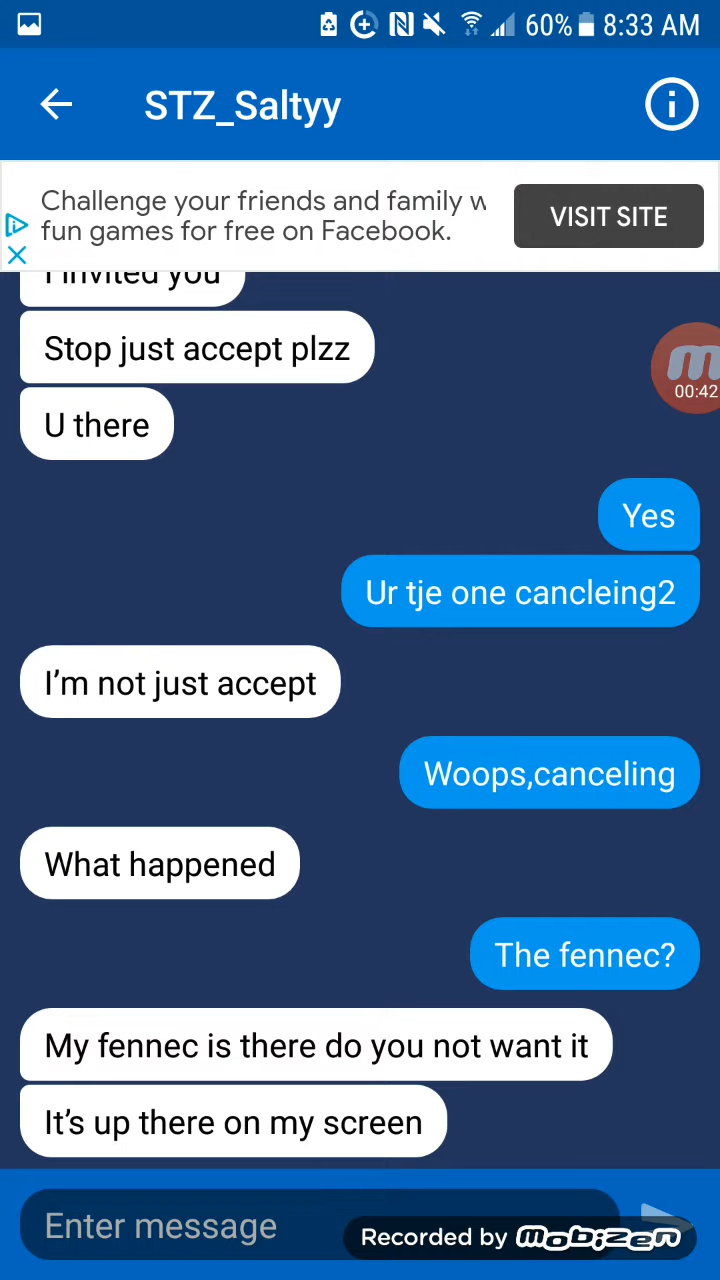 60% 8:33 AM
STZ_Saltyy
Challenge your friends and family w
fun games for free on Facebook.
VISIT SITE
I invited you
Stop just accept plzz
00:42
U there
Yes
Ur tje one cancleing2
I'm not just accept
Woops,canceling
What happened
The fennec?
My fennec is there do you not want it
It's up there on my screen
Enter message
Recorded by mobizen